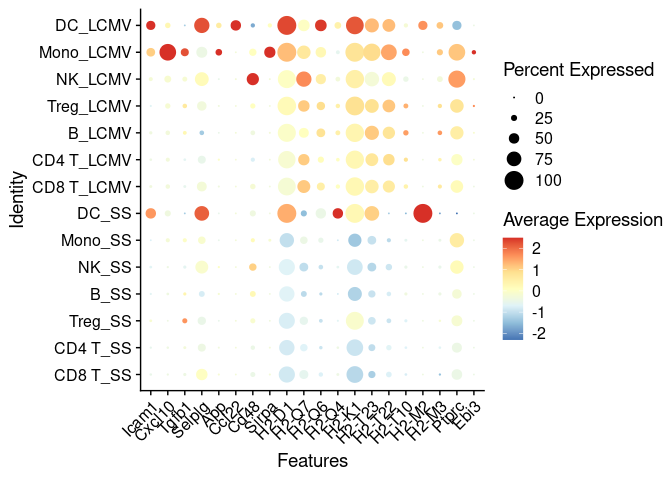 DC_LCMV
Mono_LCMV
NK_LCMV
Treg_LCMV
B_LCMV
CD4 T_LCMV
CD8 T_LCMV
DC_SS
Mono_SS
NK_SS
B_SS
Treg_SS
CD4 T_SS
CD8 T_SS
Identity
Icam1
Cxcl10
Itgb1
Selplg
App
Ccl22
Cd48
Sirpa
H2-D1
H2-Q7
H2-Q6
H2-Q4
H2-K1
H2-T23
H2-T22
H2-T10
H2-M2
H2-M3
Ptprc
Ebi3
Features
Percent Expressed
0
25
50
75
100
Average Expression
2
1
0
-1
-2